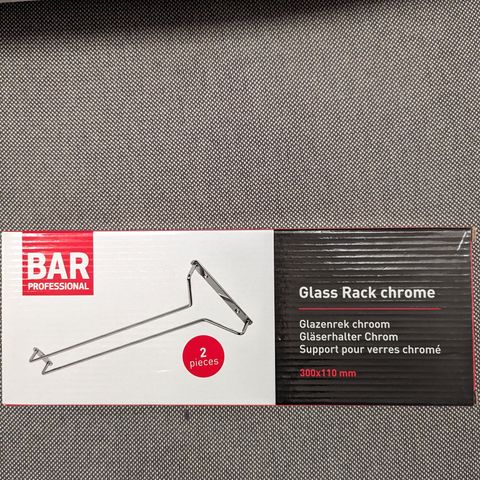 BAR
PROFESSIONAL
2
pieces
Glass Rack chrome
Glazenrek chroom
Gläserhalter Chrom
Support pour verres chromé
300x110 mm